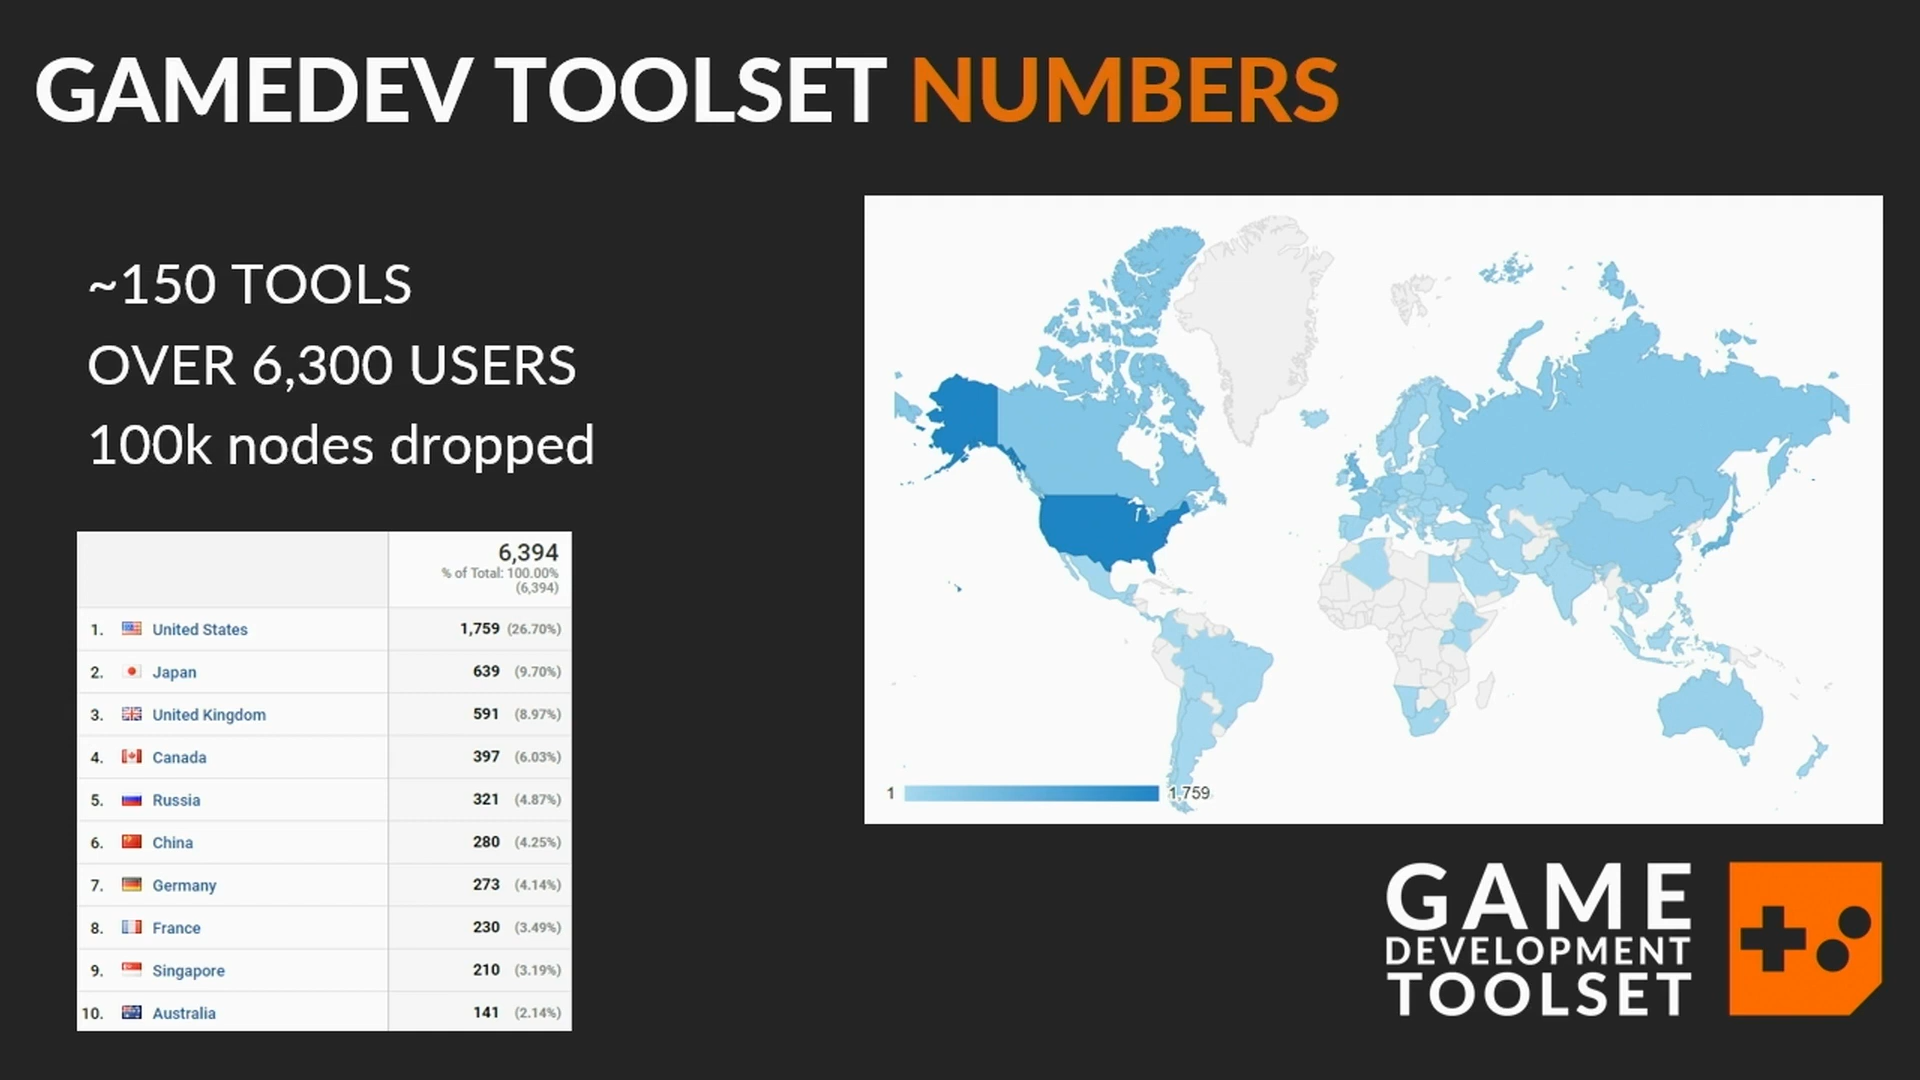 GAMEDEV TOOLSET NUMBERS
~150 TOOLS
OVER 6,300 USERS
100k nodes dropped
6,394
% of Total: 100.00%
(6,394)
1. United States 1,759 (26.70%)
2. Japan 639 (9.70%)
3. United Kingdom 591 (8.97%)
4. Canada 397 (6.03%)
5. Russia 321 (4.87%)
6. China 280 (4.25%)
7. Germany 273 (4.14%)
8. France 230 (3.49%)
9. Singapore 210 (3.19%)
10. Australia 141 (2.14%)
1 1,759
GAME
DEVELOPMENT
TOOLSET